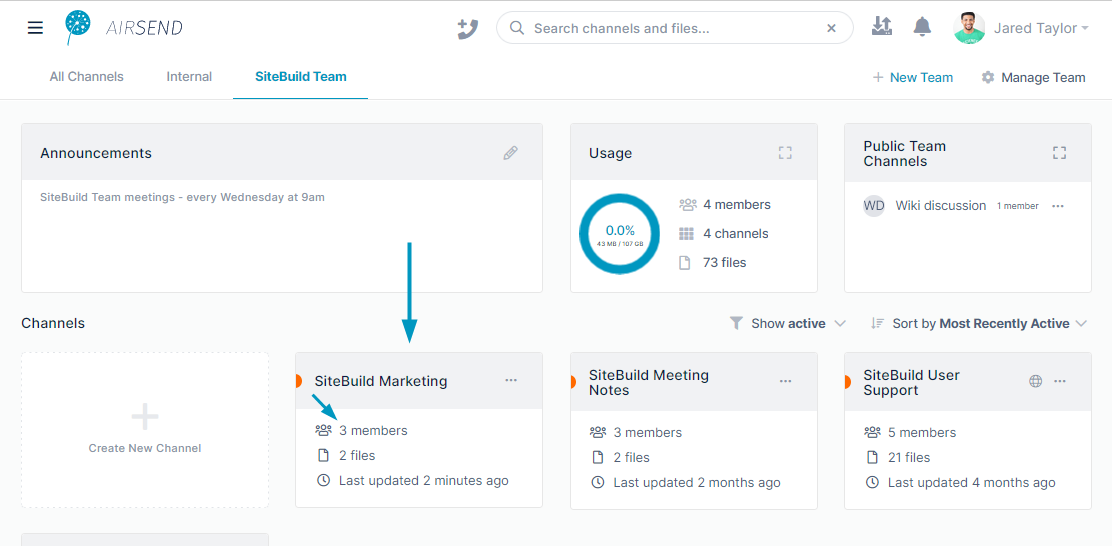 AIRSEND
Search channels and files...
Jared Taylor
All Channels
Internal
SiteBuild Team
New Team
Manage Team
Announcements
SiteBuild Team meetings - every Wednesday at 9am
Usage
0.0%
43 MB / 107 GB
4 members
4 channels
73 files
Public Team
Channels
WD
Wiki discussion 1 member
Channels
Show active
Sort by Most Recently Active
Create New Channel
SiteBuild Marketing
3 members
2 files
Last updated 2 minutes ago
SiteBuild Meeting
Notes
3 members
2 files
Last updated 2 months ago
SiteBuild User
Support
5 members
21 files
Last updated 4 months ago